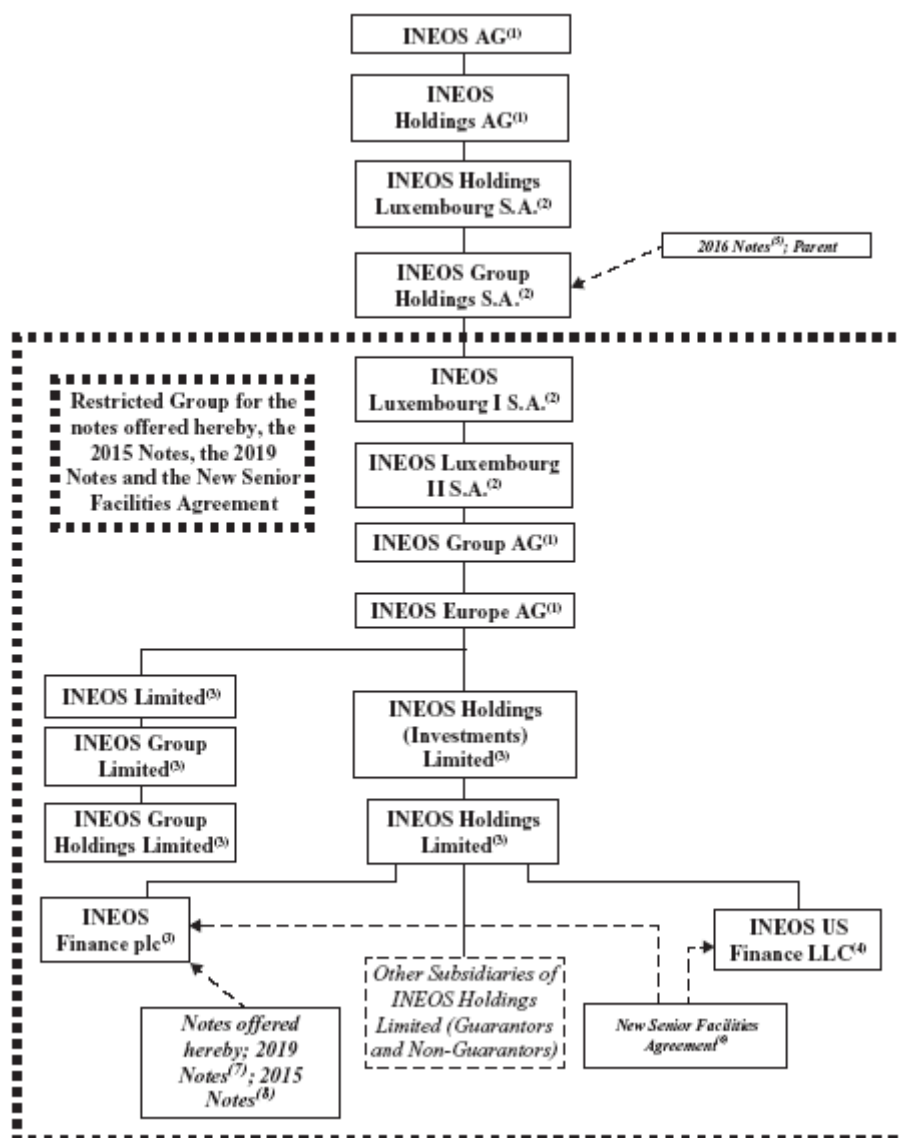 INEOS AG(1)
INEOS
Holdings AG(1)
INEOS Holdings
Luxembourg S.A.(2)
2016 Notes(5); Parent
INEOS Group
Holdings S.A.(2)
INEOS
Luxembourg I S.A.(2)
Restricted Group for the
notes offered hereby, the
2015 Notes, the 2019
Notes and the New Senior
Facilities Agreement
INEOS Luxembourg
II S.A.(2)
INEOS Group AG(1)
INEOS Europe AG(1)
INEOS Limited(3)
INEOS Group
Limited(3)
INEOS Group
Holdings Limited(3)
INEOS Holdings
(Investments)
Limited(3)
INEOS Holdings
Limited(3)
INEOS
Finance plc(3)
INEOS US
Finance LLC(4)
Other Subsidiaries of
INEOS Holdings
Limited (Guarantors
and Non-Guarantors)
Notes offered
hereby; 2019
Notes(7); 2015
Notes(8)
New Senior Facilities
Agreement(6)